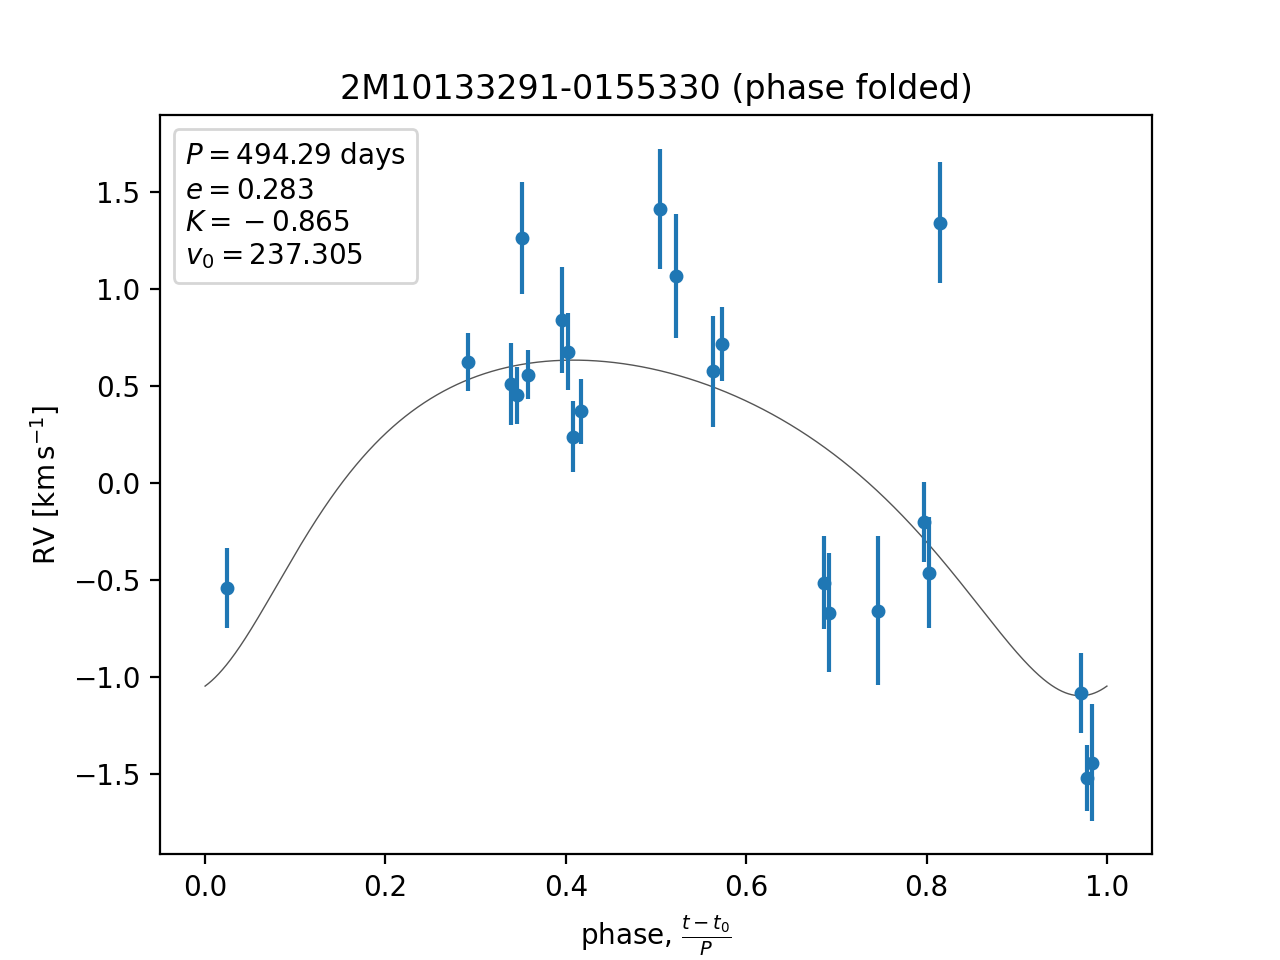 2M10133291-0155330 (phase folded)
P = 494.29 days
e = 0.283
K = −0.865
v₀ = 237.305
1.5
1.0
0.5
0.0
−0.5
−1.0
−1.5
RV [km s⁻¹]
0.0 0.2 0.4 0.6 0.8 1.0
phase, (t − t₀)/P